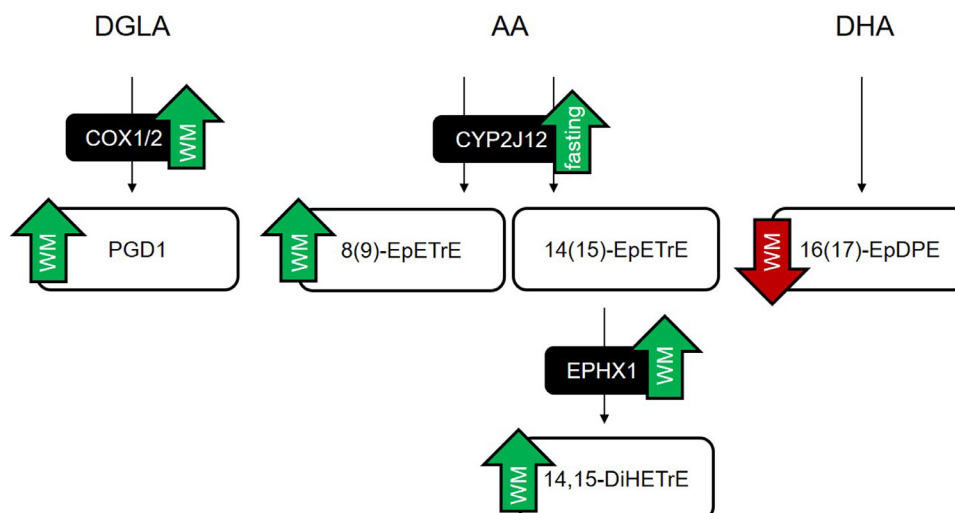 DGLA
AA
DHA
COX1/2
WM
CYP2J12
fasting
WM
PGD1
WM
8(9)-EpETrE
14(15)-EpETrE
WM
16(17)-EpDPE
EPHX1
WM
WM
14,15-DiHETrE